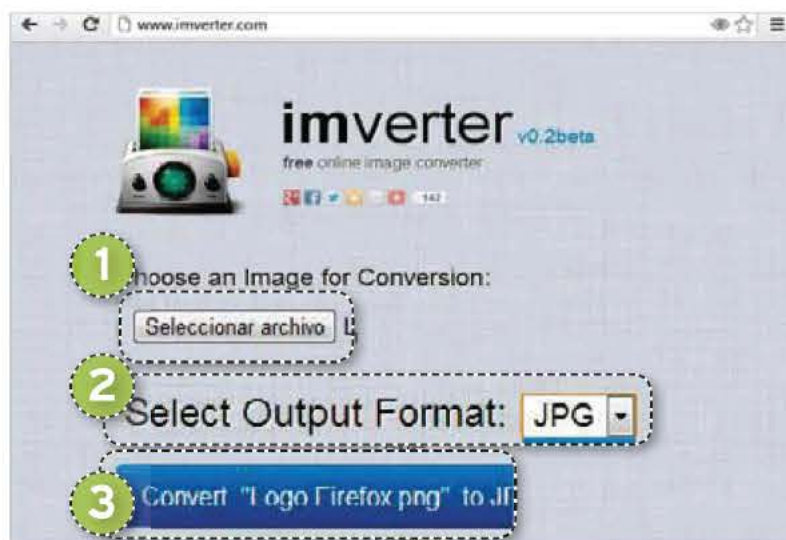 www.imverter.com
imverter v0.2beta
free online image converter
142
1
hoose an Image for Conversion:
Seleccionar archivo L
2
Select Output Format: JPG
3
Convert "Logo Firefox png" to JP